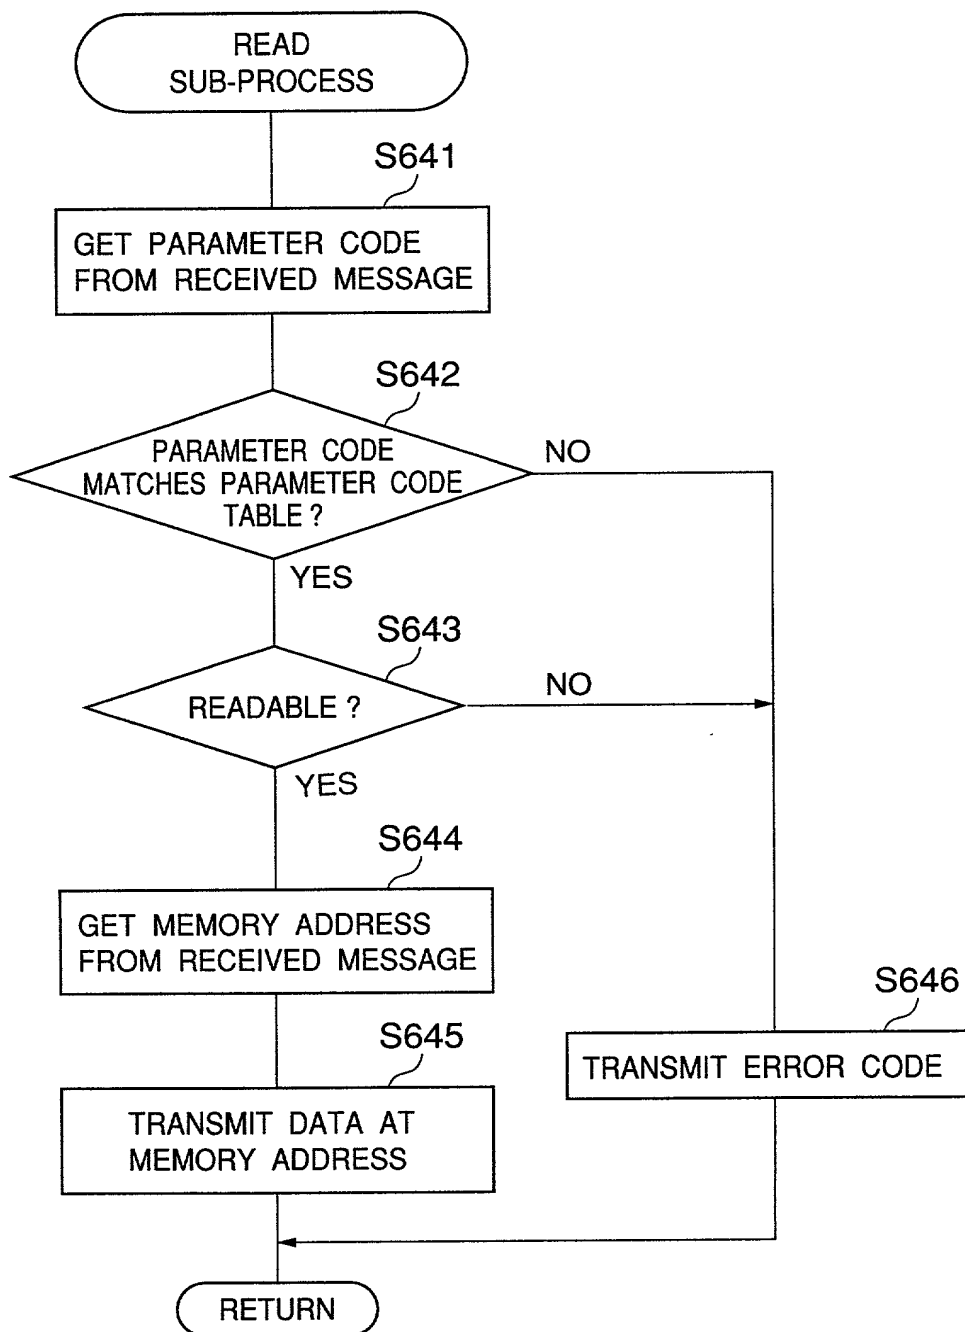 READ
SUB-PROCESS
S641
GET PARAMETER CODE
FROM RECEIVED MESSAGE
S642
PARAMETER CODE
MATCHES PARAMETER CODE
TABLE ?
NO
YES
S643
READABLE ?
NO
YES
S644
GET MEMORY ADDRESS
FROM RECEIVED MESSAGE
S645
TRANSMIT DATA AT
MEMORY ADDRESS
S646
TRANSMIT ERROR CODE
RETURN